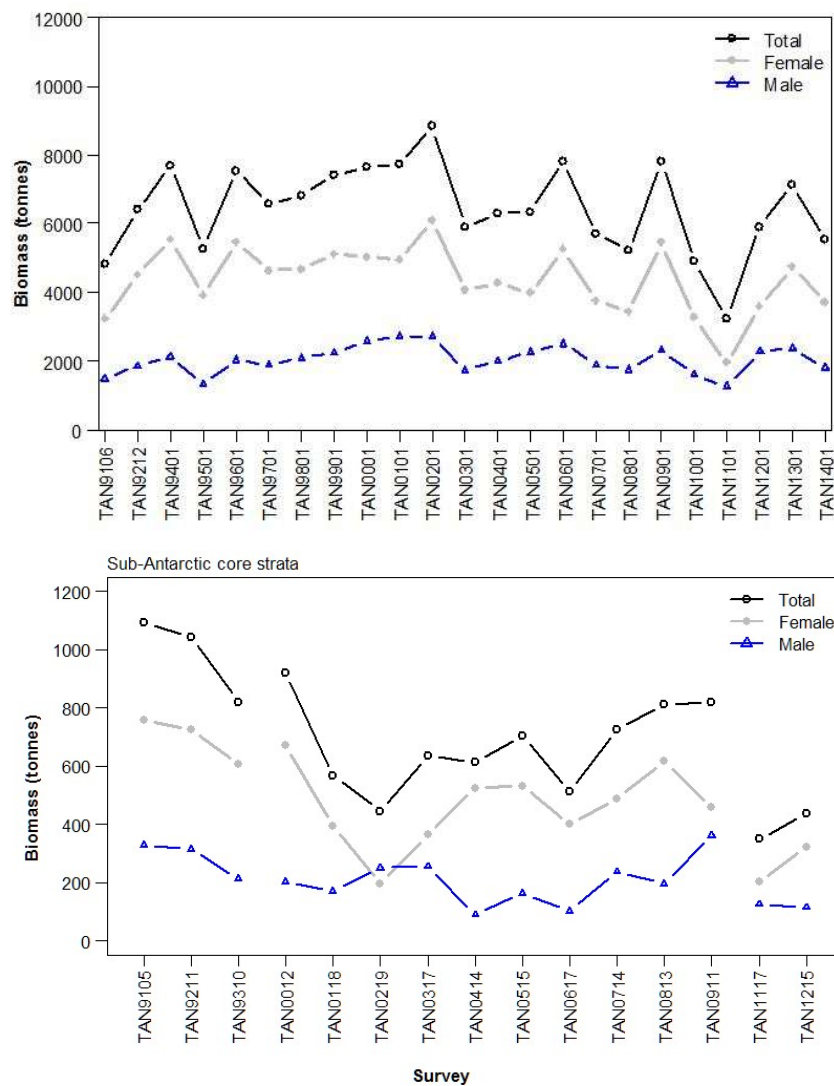 12000
10000
8000
6000
4000
2000
0
Biomass (tonnes)
Total
Female
Male
TAN9106
TAN9212
TAN9401
TAN9501
TAN9601
TAN9701
TAN9801
TAN9901
TAN0001
TAN0101
TAN0201
TAN0301
TAN0401
TAN0501
TAN0601
TAN0701
TAN0801
TAN0901
TAN1001
TAN1101
TAN1201
TAN1301
TAN1401
Sub-Antarctic core strata
1200
1000
800
600
400
200
0
Biomass (tonnes)
Total
Female
Male
TAN9105
TAN9211
TAN9310
TAN0012
TAN0118
TAN0219
TAN0317
TAN0414
TAN0515
TAN0617
TAN0714
TAN0813
TAN0911
TAN1117
TAN1215
Survey